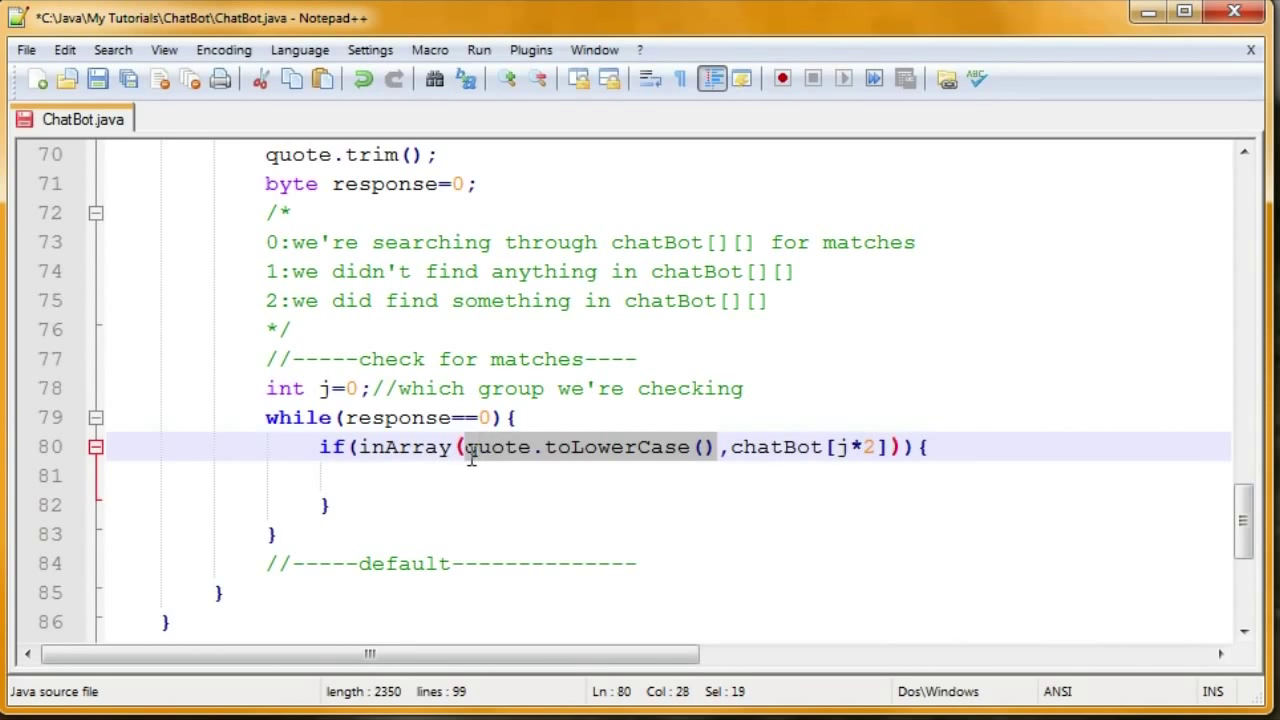 *C:\Java\My Tutorials\ChatBot\ChatBot.java - Notepad++
File Edit Search View Encoding Language Settings Macro Run Plugins Window ? X
ABC
ChatBot.java
70 quote.trim();
71 byte response=0;
72 /*
73 0:we're searching through chatBot[][] for matches
74 1:we didn't find anything in chatBot[][]
75 2:we did find something in chatBot[][]
76 */
77 //-----check for matches----
78 int j=0;//which group we're checking
79 while(response==0){
80 if(inArray(quote.toLowerCase(),chatBot[j*2])){
81
82 }
83 }
84 //-----default--------------
85 }
86 }
Java source file length : 2350 lines : 99 Ln : 80 Col : 28 Sel : 19 Dos\Windows ANSI INS